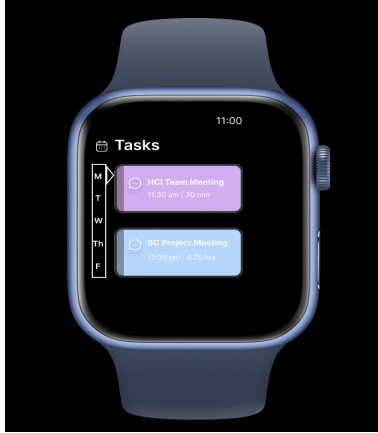 11:00
Tasks
M
T
W
Th
F
HCI Team Meeting
11:30 am | 30 min
SC Project Meeting
12:30 pm | 0.75 hrs